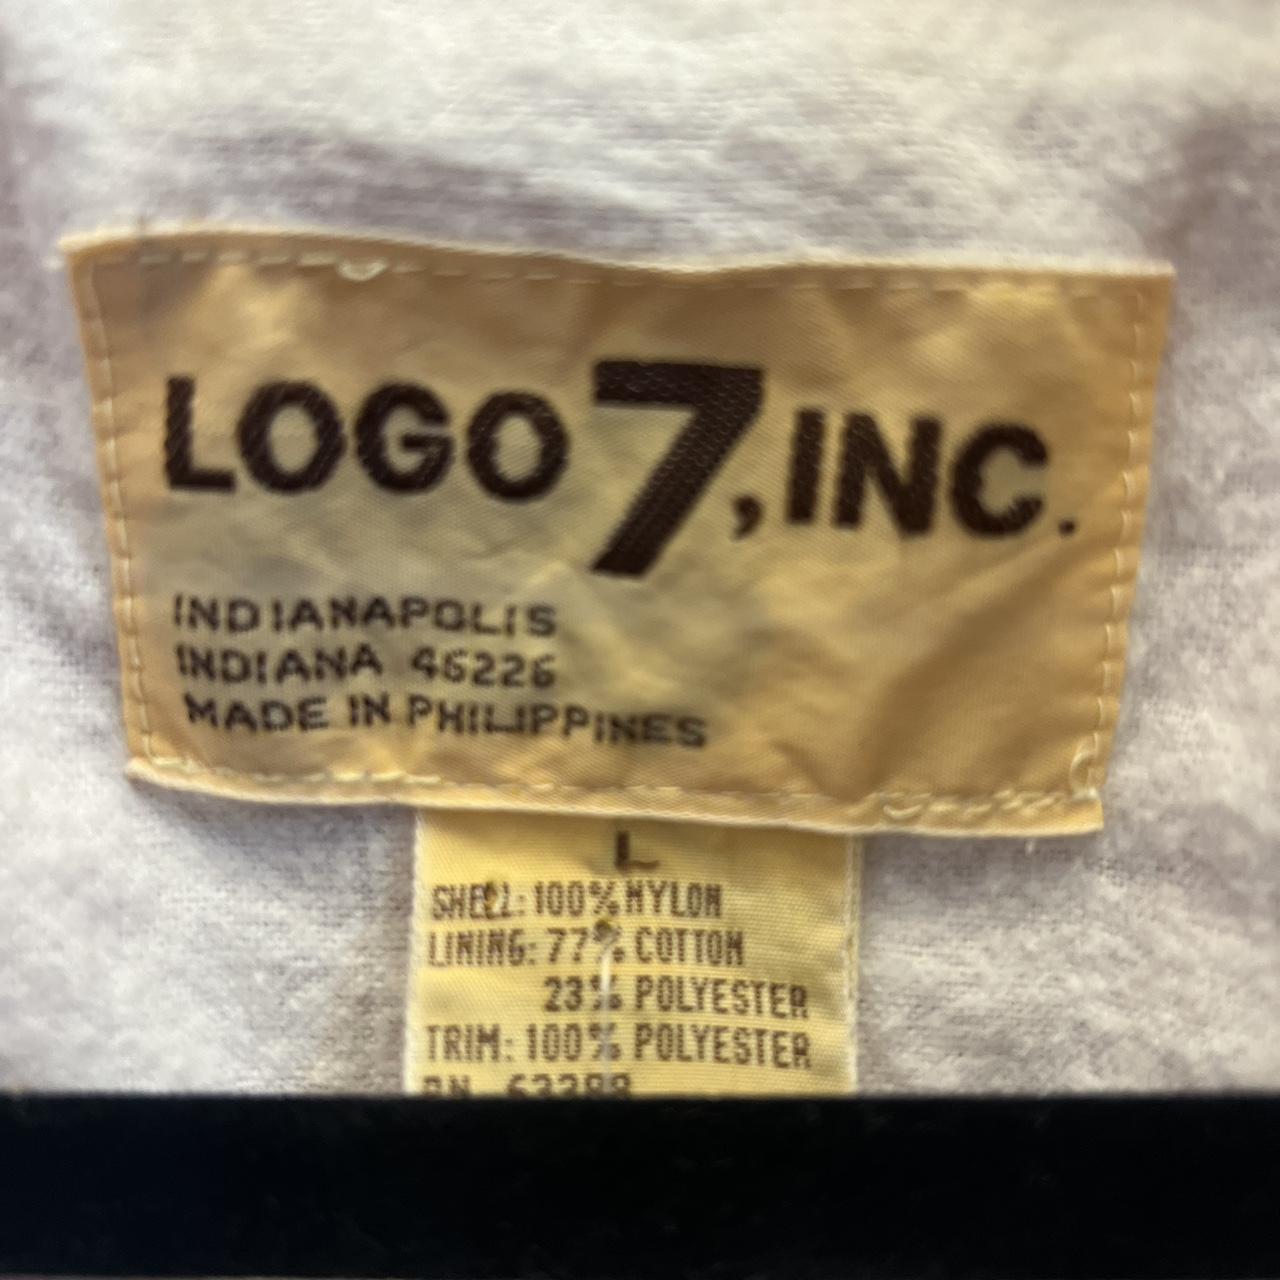 LOGO 7, INC.
INDIANAPOLIS
INDIANA 46226
MADE IN PHILIPPINES
L
SHELL: 100% NYLON
LINING: 77% COTTON
23% POLYESTER
TRIM: 100% POLYESTER
RN